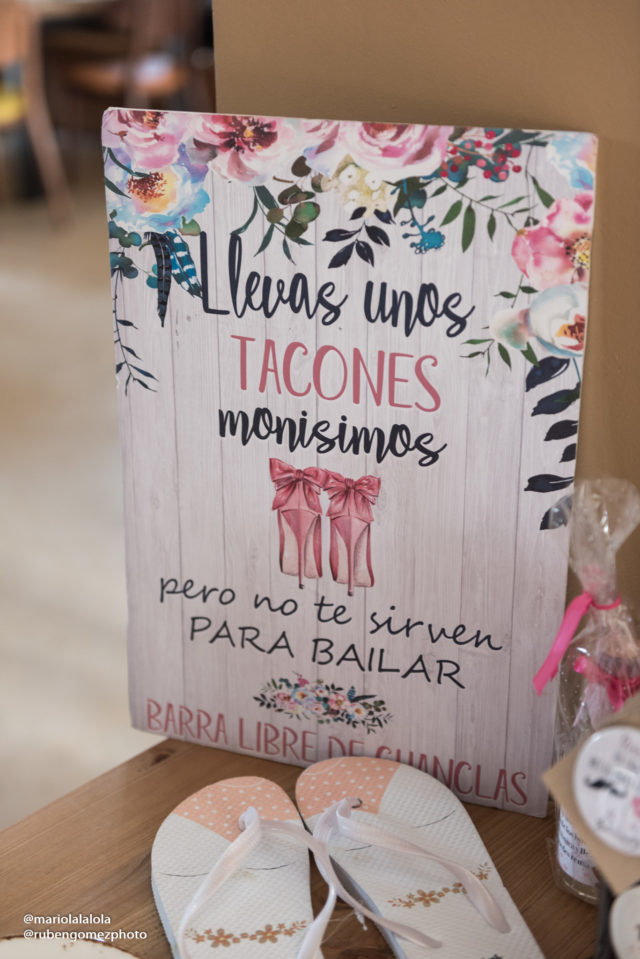 Llevas unos
TACONES
monisimos
pero no te sirven
PARA BAILAR
BARRA LIBRE DE CHANCLAS
@mariolalalola
@rubengomezphoto